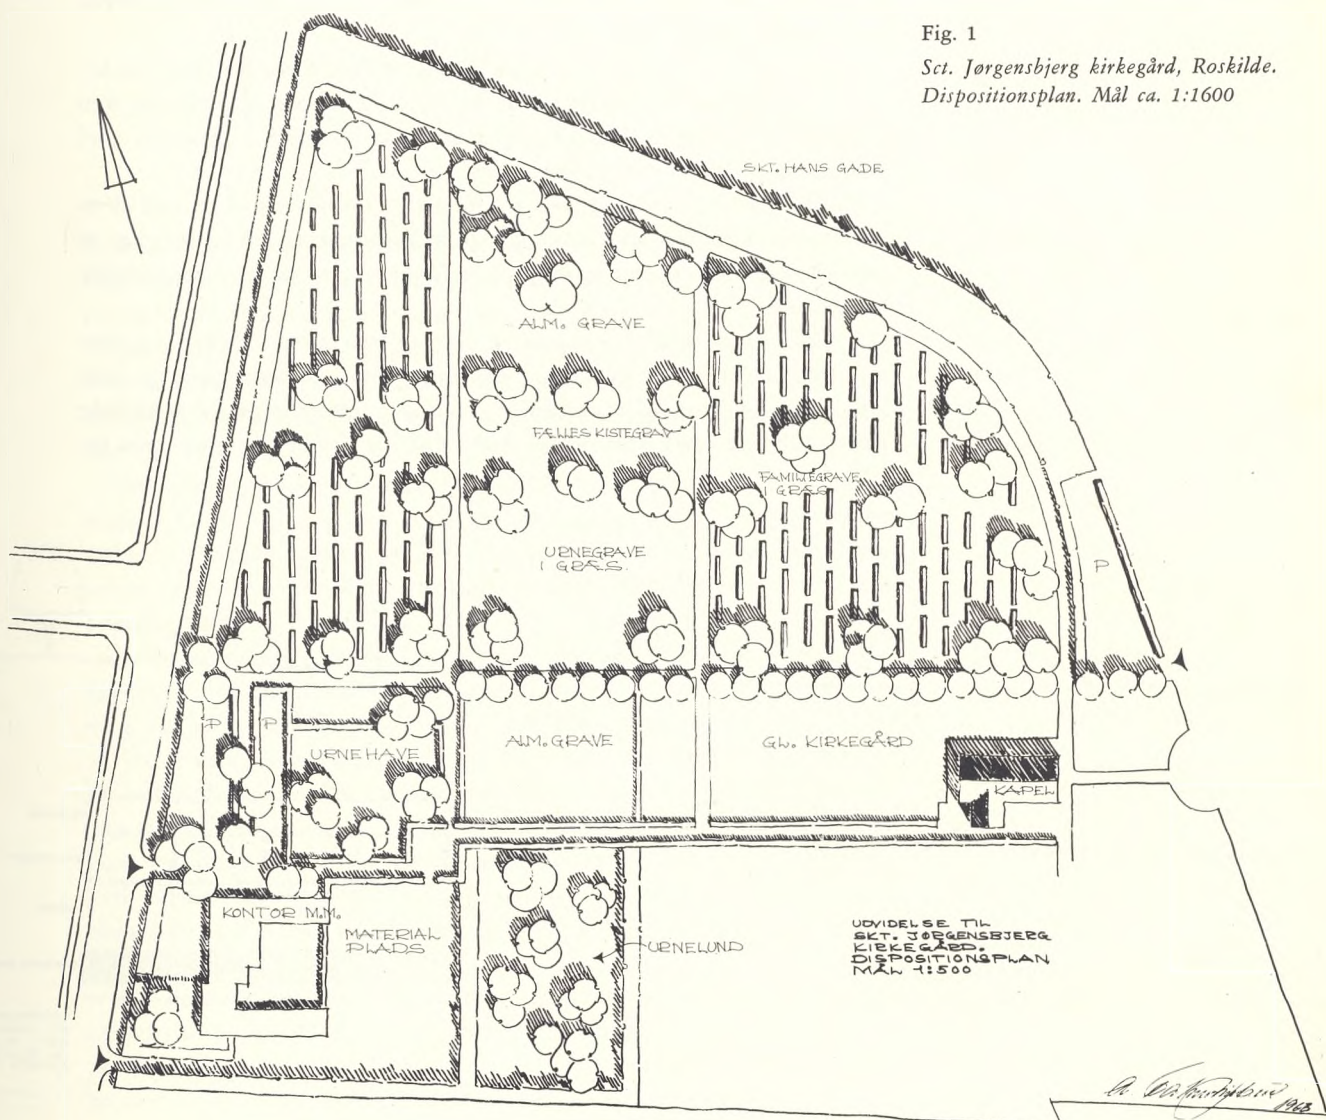 Fig. 1
Sct. Jørgensbjerg kirkegård, Roskilde.
Dispositionsplan. Mål ca. 1:1600
SKT. HANS GADE
ALM. GRAVE
FÆLLES KISTEGRAV
FAMILIEGRAVE
I GRÆS
URNEGRAVE
I GRÆS.
P
P
P
URNEHAVE
ALM. GRAVE
GL. KIRKEGÅRD
KAPEL
KONTOR M.M.
MATERIAL
PLADS
URNELUND
UDVIDELSE TIL
SKT. JØRGENSBJERG
KIRKEGÅRD.
DISPOSITIONSPLAN
MÅL 1:500
1963